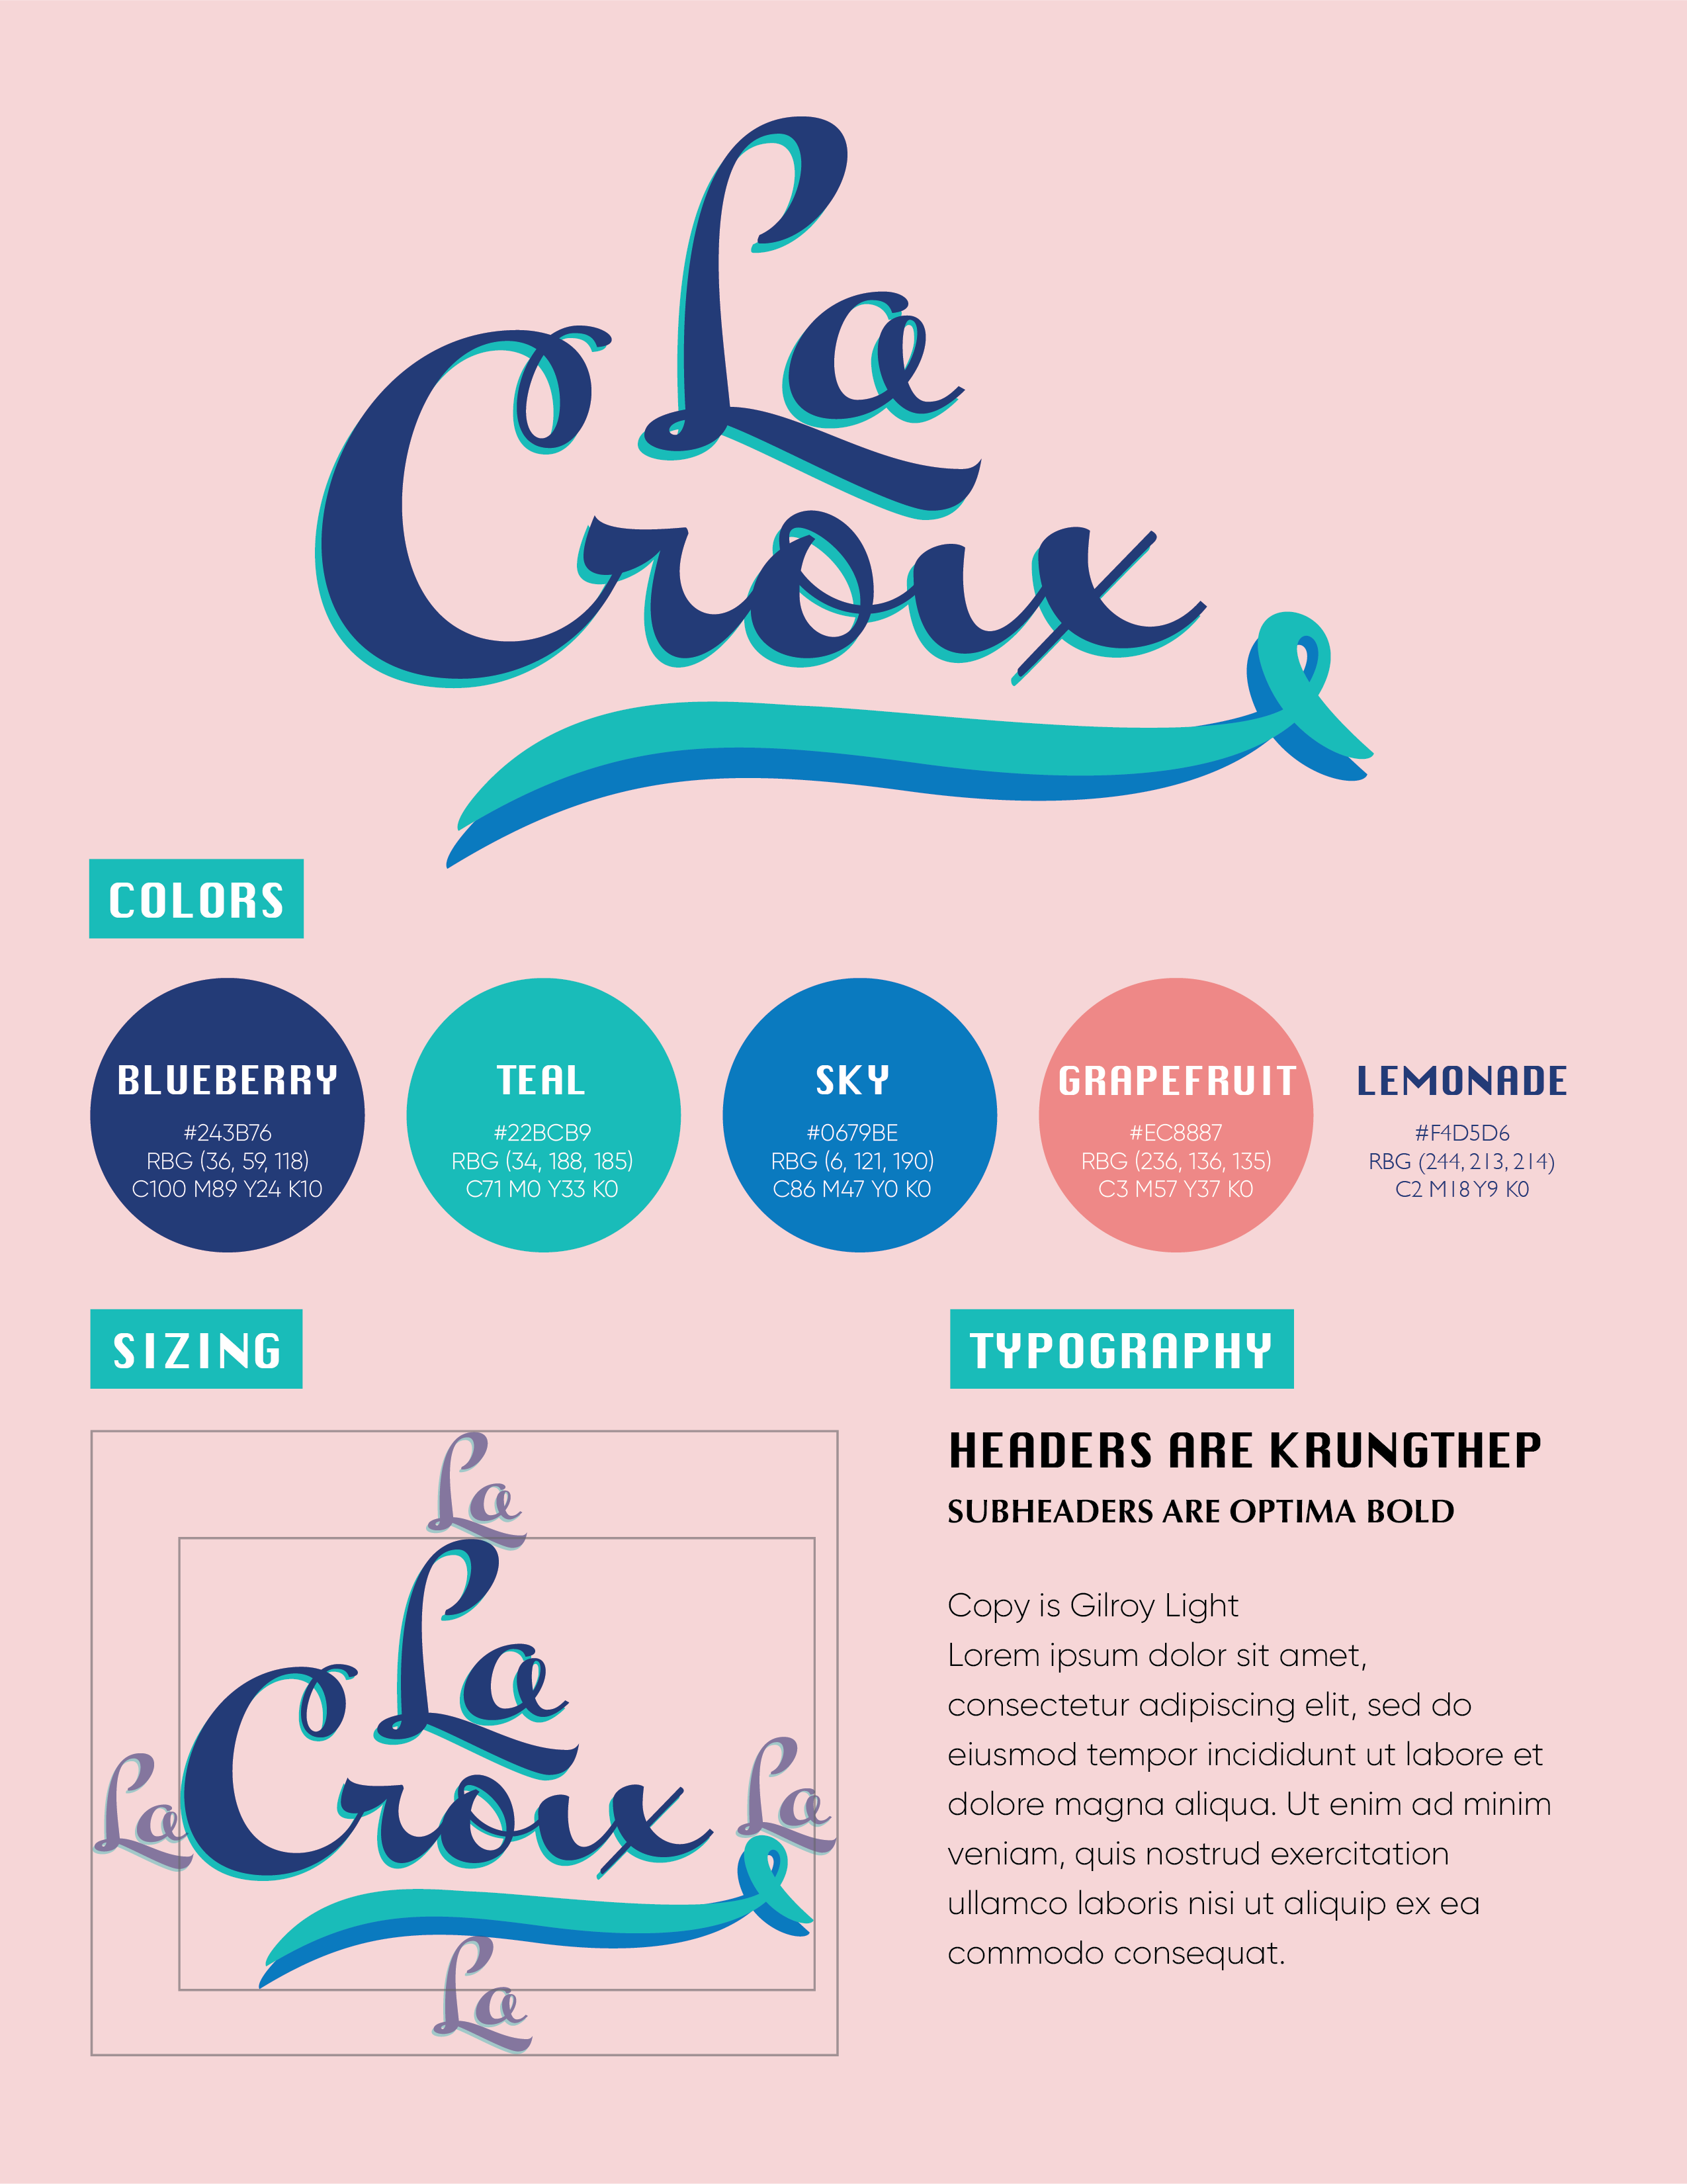 La
Croix
COLORS
BLUEBERRY
#243B76
RBG (36, 59, 118)
C100 M89 Y24 K10
TEAL
#22BCB9
RBG (34, 188, 185)
C71 M0 Y33 K0
SKY
#0679BE
RBG (6, 121, 190)
C86 M47 Y0 K0
GRAPEFRUIT
#EC8887
RBG (236, 136, 135)
C3 M57 Y37 K0
LEMONADE
#F4D5D6
RBG (244, 213, 214)
C2 M18 Y9 K0
SIZING
La
La
Croix
La
La
La
TYPOGRAPHY
HEADERS ARE KRUNGTHEP
SUBHEADERS ARE OPTIMA BOLD
Copy is Gilroy Light
Lorem ipsum dolor sit amet,
consectetur adipiscing elit, sed do
eiusmod tempor incididunt ut labore et
dolore magna aliqua. Ut enim ad minim
veniam, quis nostrud exercitation
ullamco laboris nisi ut aliquip ex ea
commodo consequat.